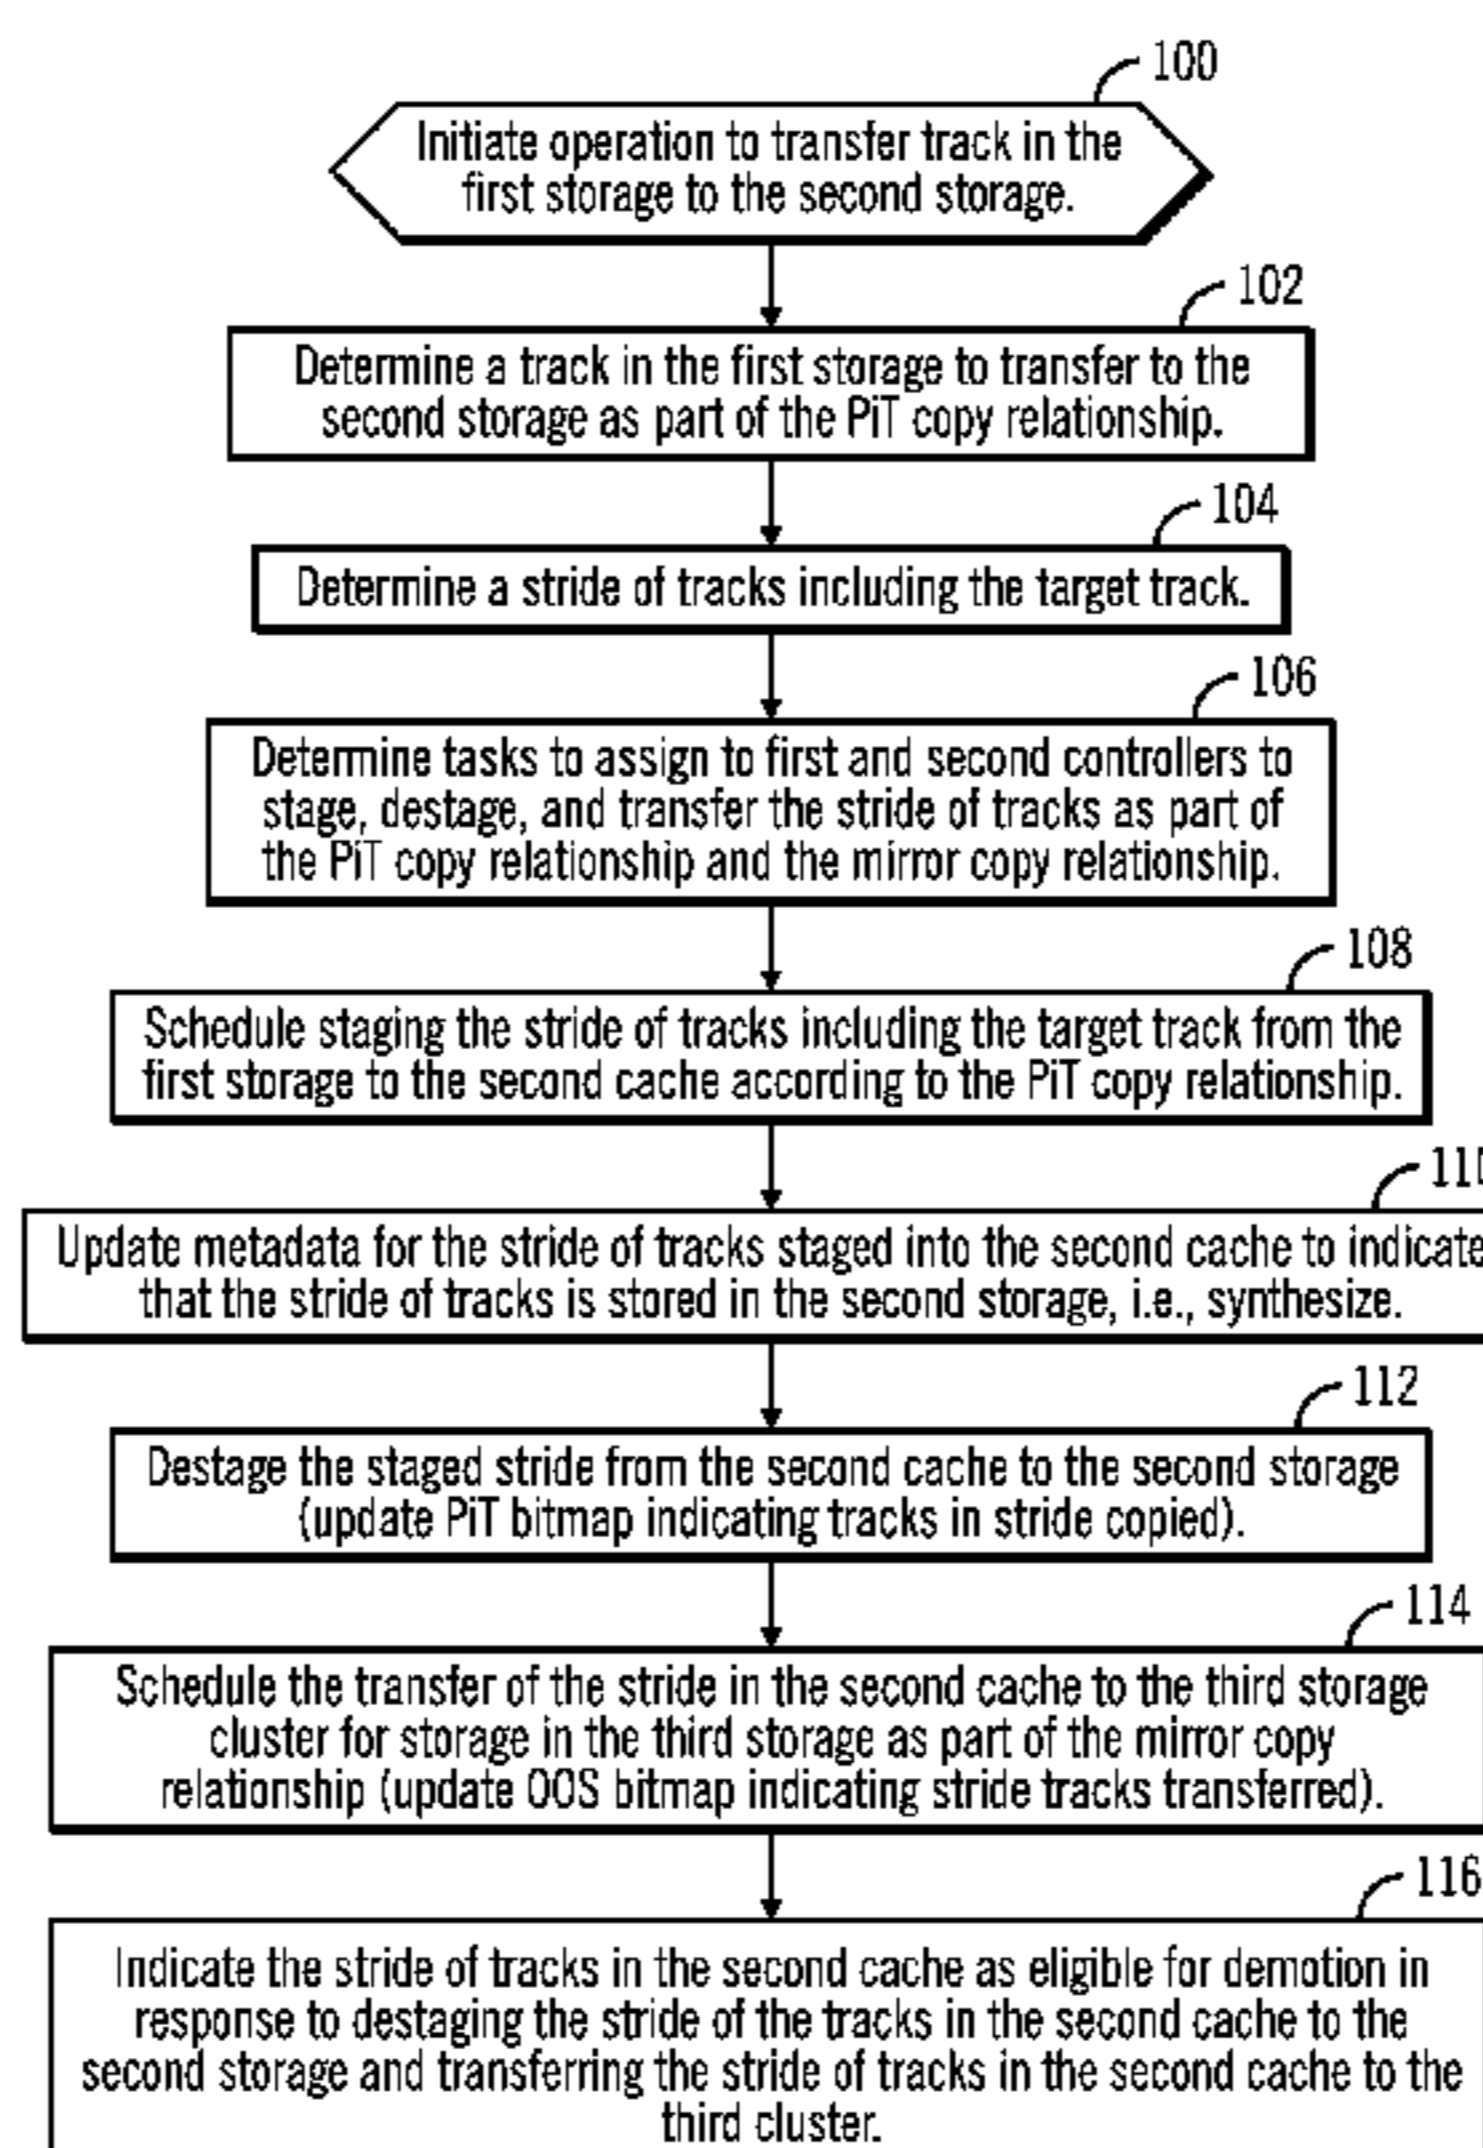 100
Initiate operation to transfer track in the
first storage to the second storage.
102
Determine a track in the first storage to transfer to the
second storage as part of the PiT copy relationship.
104
Determine a stride of tracks including the target track.
106
Determine tasks to assign to first and second controllers to
stage, destage, and transfer the stride of tracks as part of
the PiT copy relationship and the mirror copy relationship.
108
Schedule staging the stride of tracks including the target track from the
first storage to the second cache according to the PiT copy relationship.
110
Update metadata for the stride of tracks staged into the second cache to indicate
that the stride of tracks is stored in the second storage, i.e., synthesize.
112
Destage the staged stride from the second cache to the second storage
(update PiT bitmap indicating tracks in stride copied).
114
Schedule the transfer of the stride in the second cache to the third storage
cluster for storage in the third storage as part of the mirror copy
relationship (update OOS bitmap indicating stride tracks transferred).
116
Indicate the stride of tracks in the second cache as eligible for demotion in
response to destaging the stride of the tracks in the second cache to the
second storage and transferring the stride of tracks in the second cache to the
third cluster.